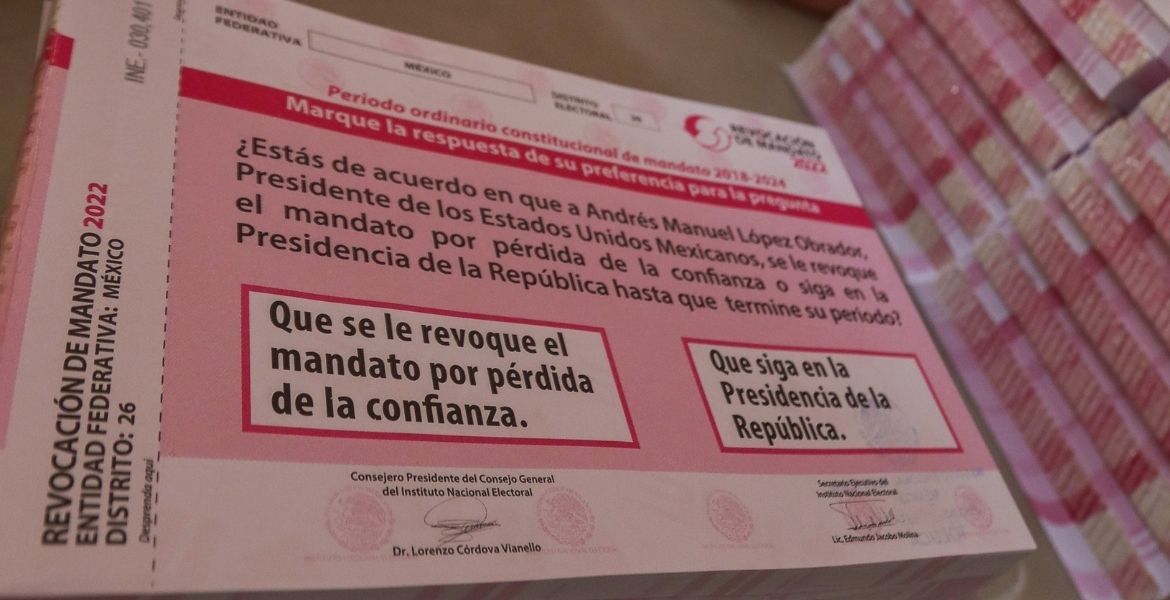 INE.- 030,401
REVOCACIÓN DE MANDATO 2022
ENTIDAD FEDERATIVA: MÉXICO
DISTRITO: 26
Desprenda aquí
Desprenda
ENTIDAD
FEDERATIVA
MÉXICO
DISTRITO
ELECTORAL
26
REVOCACIÓN
DE MANDATO
2022
Periodo ordinario constitucional de mandato 2018-2024
Marque la respuesta de su preferencia para la pregunta
¿Estás de acuerdo en que a Andrés Manuel López Obrador,
Presidente de los Estados Unidos Mexicanos, se le revoque
el mandato por pérdida de la confianza o siga en la
Presidencia de la República hasta que termine su periodo?
Que se le revoque el
mandato por pérdida
de la confianza.
Que siga en la
Presidencia de la
República.
Consejero Presidente del Consejo General
del Instituto Nacional Electoral
Dr. Lorenzo Córdova Vianello
Secretario Ejecutivo del
Instituto Nacional Electoral
Lic. Edmundo Jacobo Molina